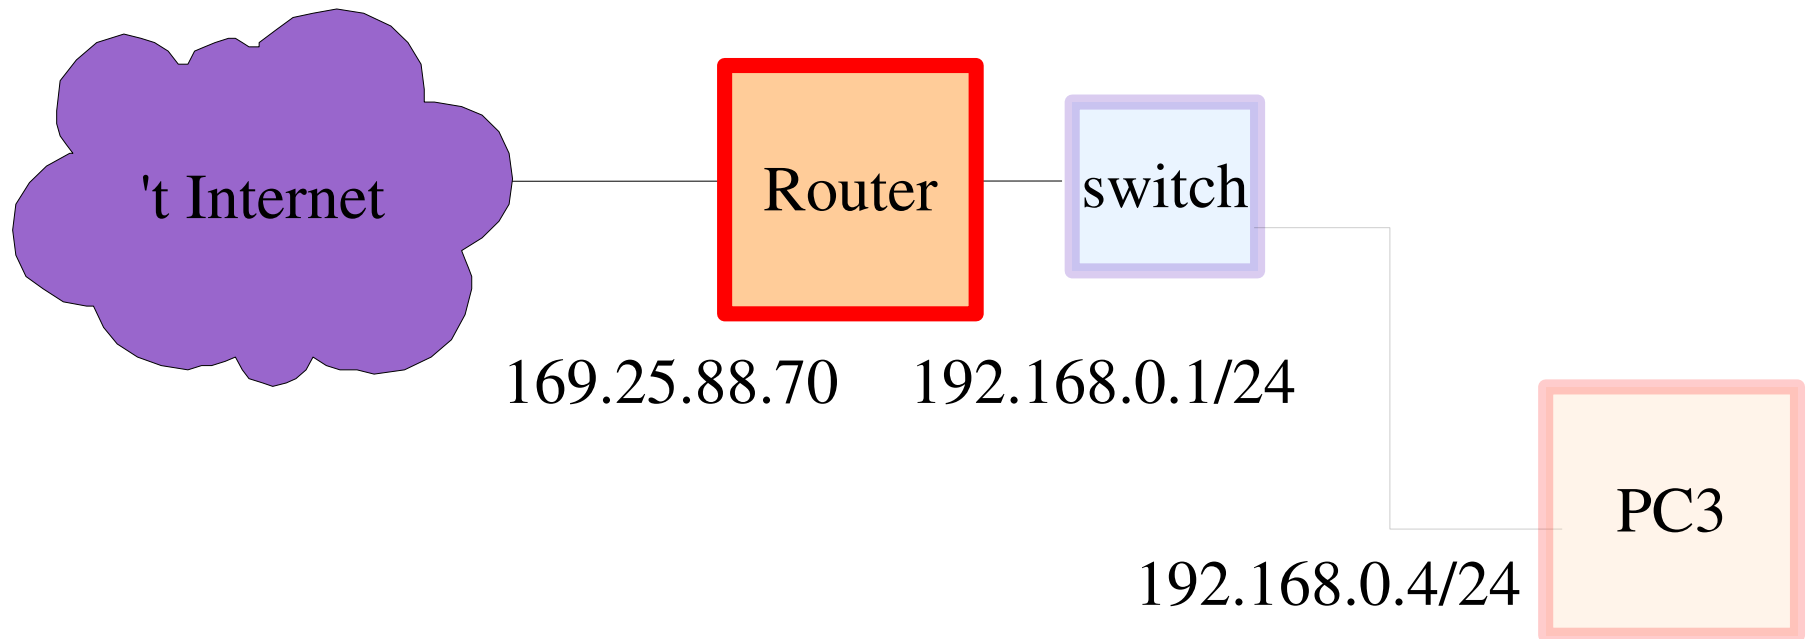 't Internet
Router
switch
169.25.88.70
192.168.0.1/24
PC3
192.168.0.4/24